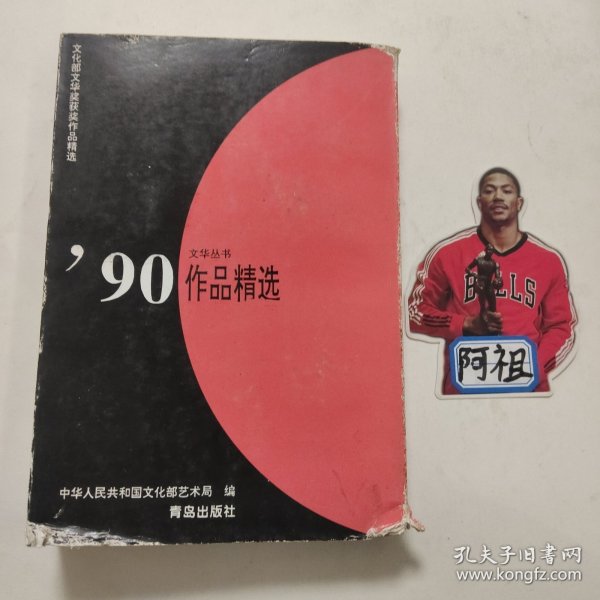 文化部文华奖获奖作品精选
’90
文华丛书
作品精选
中华人民共和国文化部艺术局 编
青岛出版社
B LLS
阿祖
孔夫子旧书网
www.kongfz.com